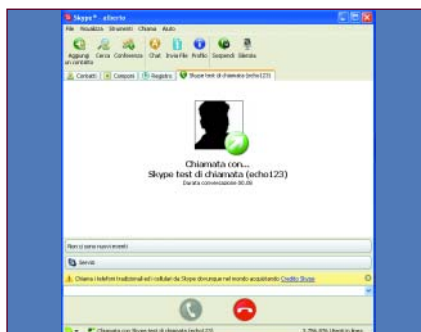 Skype™ - alberto
File Visualizza Strumenti Chiama Aiuto
Aggiungi un contatto Cerca Conferenza Chat Invia File Profilo Sospendi Silenzia
Contatti Componi Registro Skype test di chiamata (echo123)
Chiamata con...
Skype test di chiamata (echo123)
Durata conversazione 00.06
Non ci sono nuovi eventi
Servizi
Chiama i telefoni tradizionali ed i cellulari da Skype dovunque nel mondo acquistando Credito Skype
Chiamata con Skype test di chiamata (echo123)